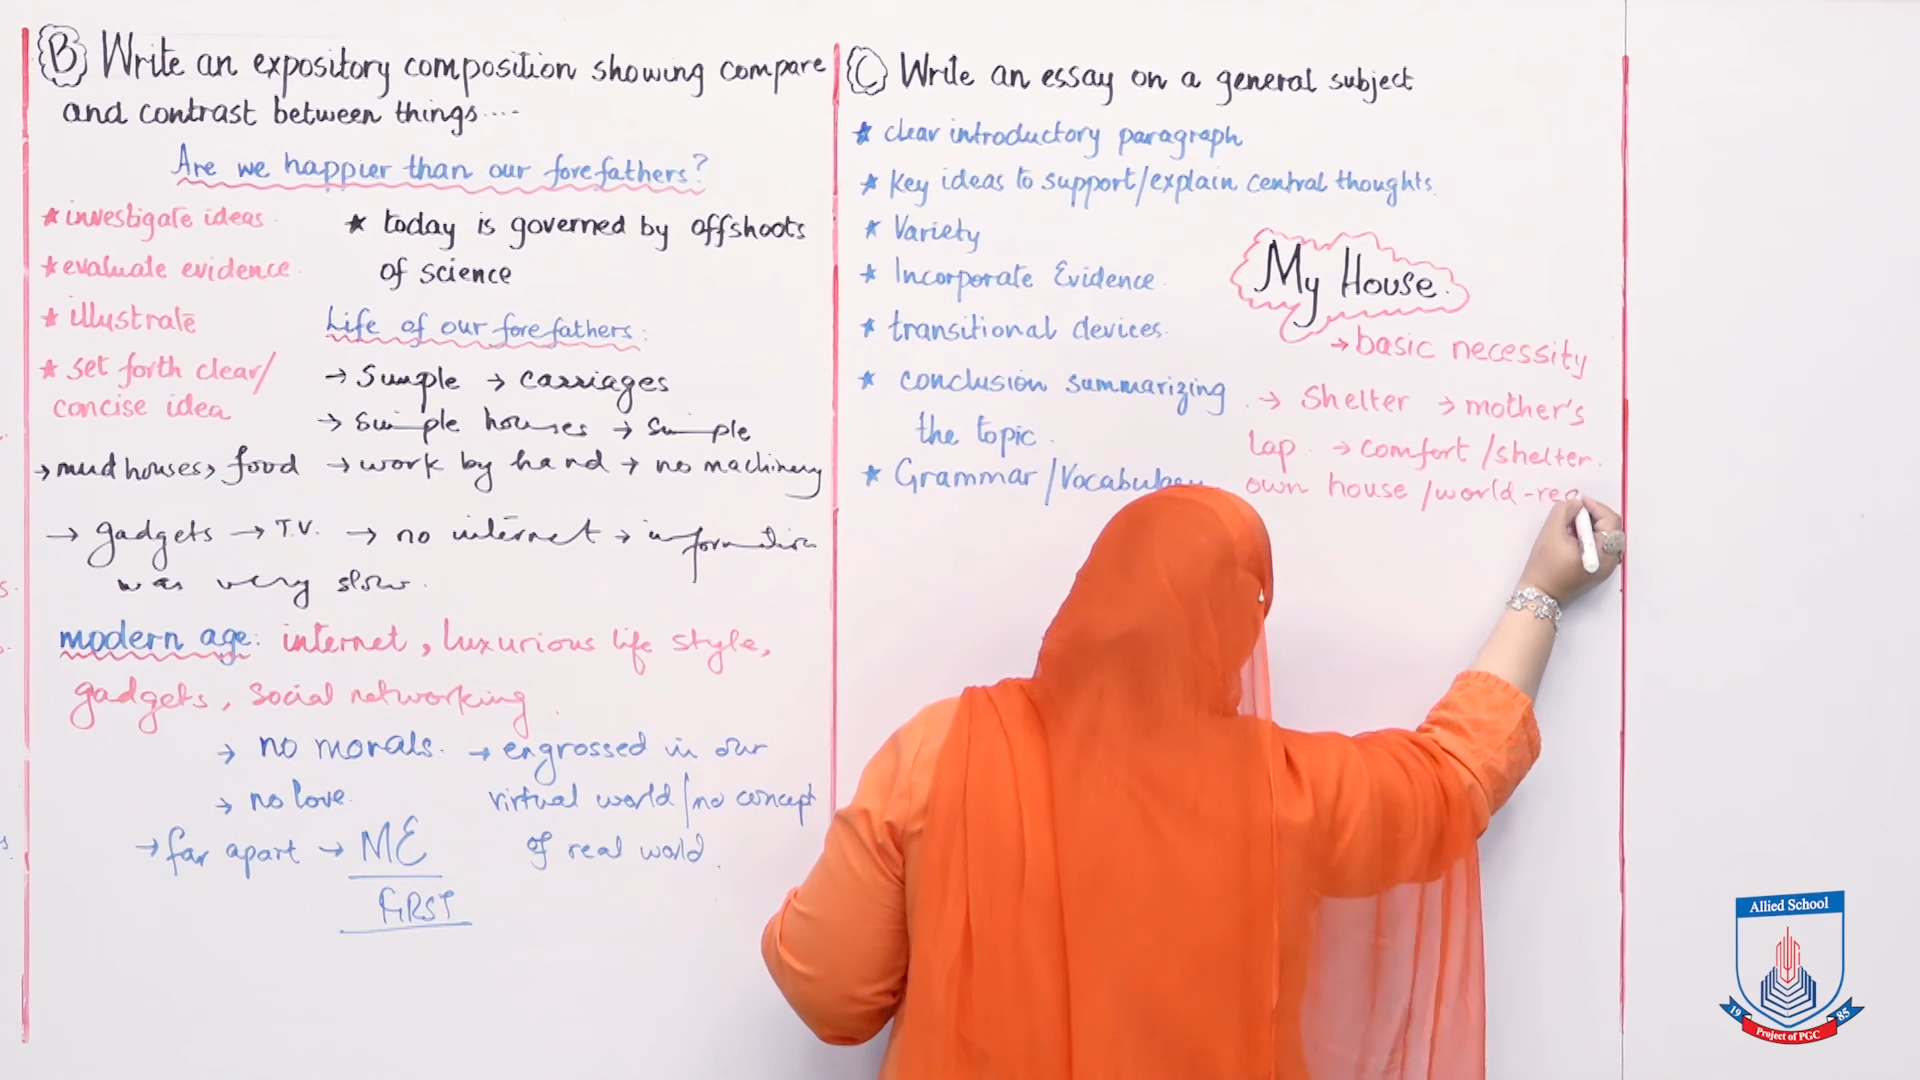 B Write an expository composition showing compare
and contrast between things....
Are we happier than our forefathers?
* investigate ideas
* evaluate evidence
* illustrate
* set forth clear/
concise idea
* today is governed by offshoots
of science
Life of our forefathers:
→ Simple → carriages
→ Simple houses → Simple
→ mud houses, food → work by hand → no machinery
→ gadgets → T.V. → no internet → information
was very slow.
modern age: internet, luxurious life style,
gadgets, social networking
→ no morals. → engrossed in our
→ no love. virtual world/no concept
→ far apart → ME of real world.
FIRST
C Write an essay on a general subject
* clear introductory paragraph
* Key ideas to support/explain central thoughts.
* Variety
* Incorporate Evidence
* transitional devices.
* conclusion summarizing
the topic.
* Grammar/Vocabulary
My House.
→ basic necessity
→ Shelter → mother's
lap. → comfort/shelter.
own house/world-rea
Allied School
19 85
Project of PGC